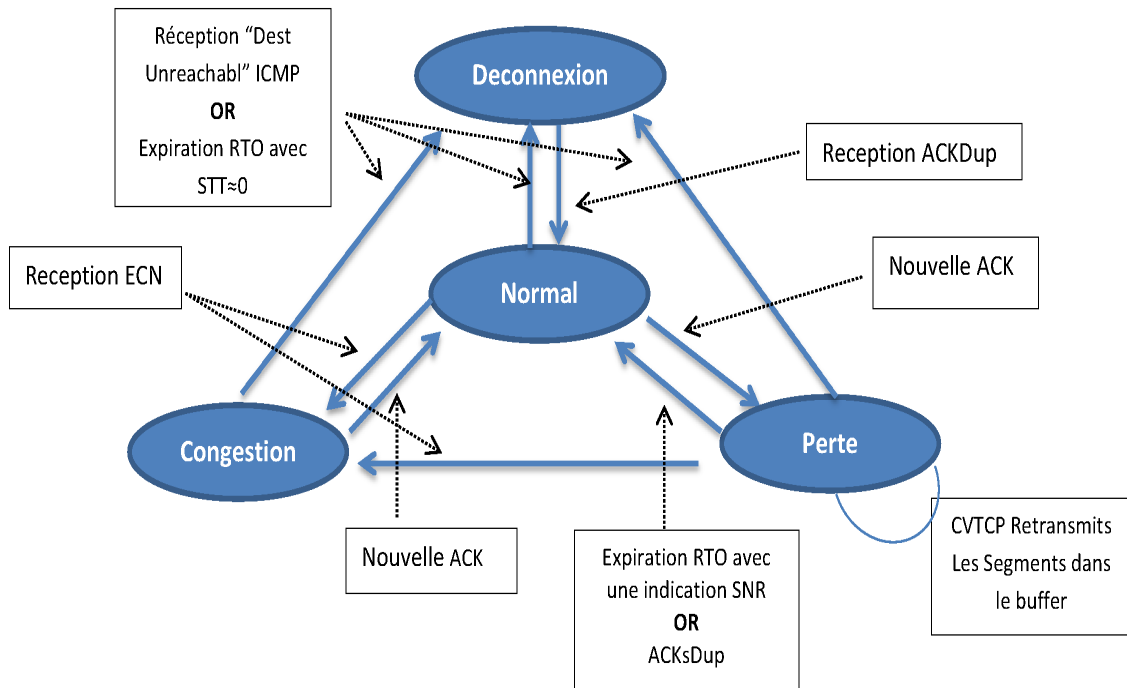 Réception “Dest
Unreachabl” ICMP
OR
Expiration RTO avec
STT≈0
Deconnexion
Reception ACKDup
Reception ECN
Normal
Nouvelle ACK
Congestion
Perte
Nouvelle ACK
Expiration RTO avec
une indication SNR
OR
ACKsDup
CVTCP Retransmits
Les Segments dans
le buffer